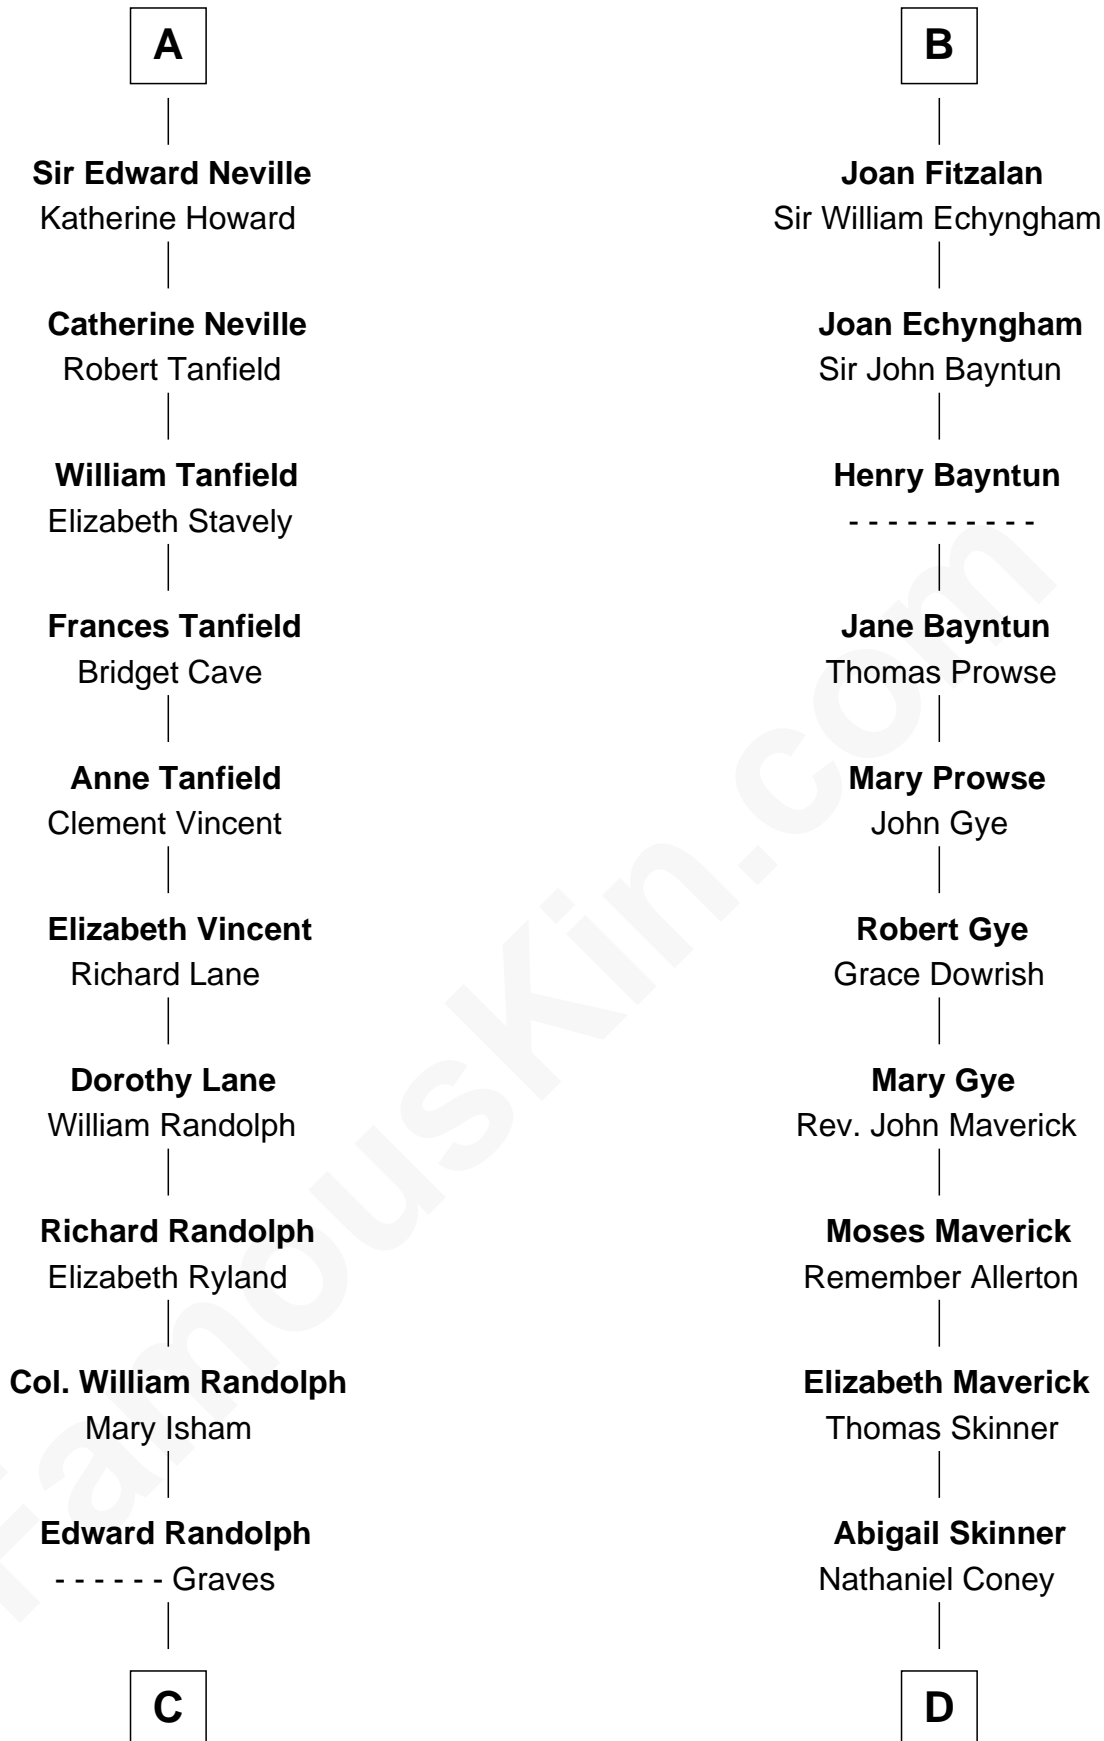 A
Sir Edward Neville
Katherine Howard
Catherine Neville
Robert Tanfield
William Tanfield
Elizabeth Stavely
Frances Tanfield
Bridget Cave
Anne Tanfield
Clement Vincent
Elizabeth Vincent
Richard Lane
Dorothy Lane
William Randolph
Richard Randolph
Elizabeth Ryland
Col. William Randolph
Mary Isham
Edward Randolph
- - - - - - Graves
C
B
Joan Fitzalan
Sir William Echyngham
Joan Echyngham
Sir John Bayntun
Henry Bayntun
- - - - - - - - - -
Jane Bayntun
Thomas Prowse
Mary Prowse
John Gye
Robert Gye
Grace Dowrish
Mary Gye
Rev. John Maverick
Moses Maverick
Remember Allerton
Elizabeth Maverick
Thomas Skinner
Abigail Skinner
Nathaniel Coney
D
FamousKin.com